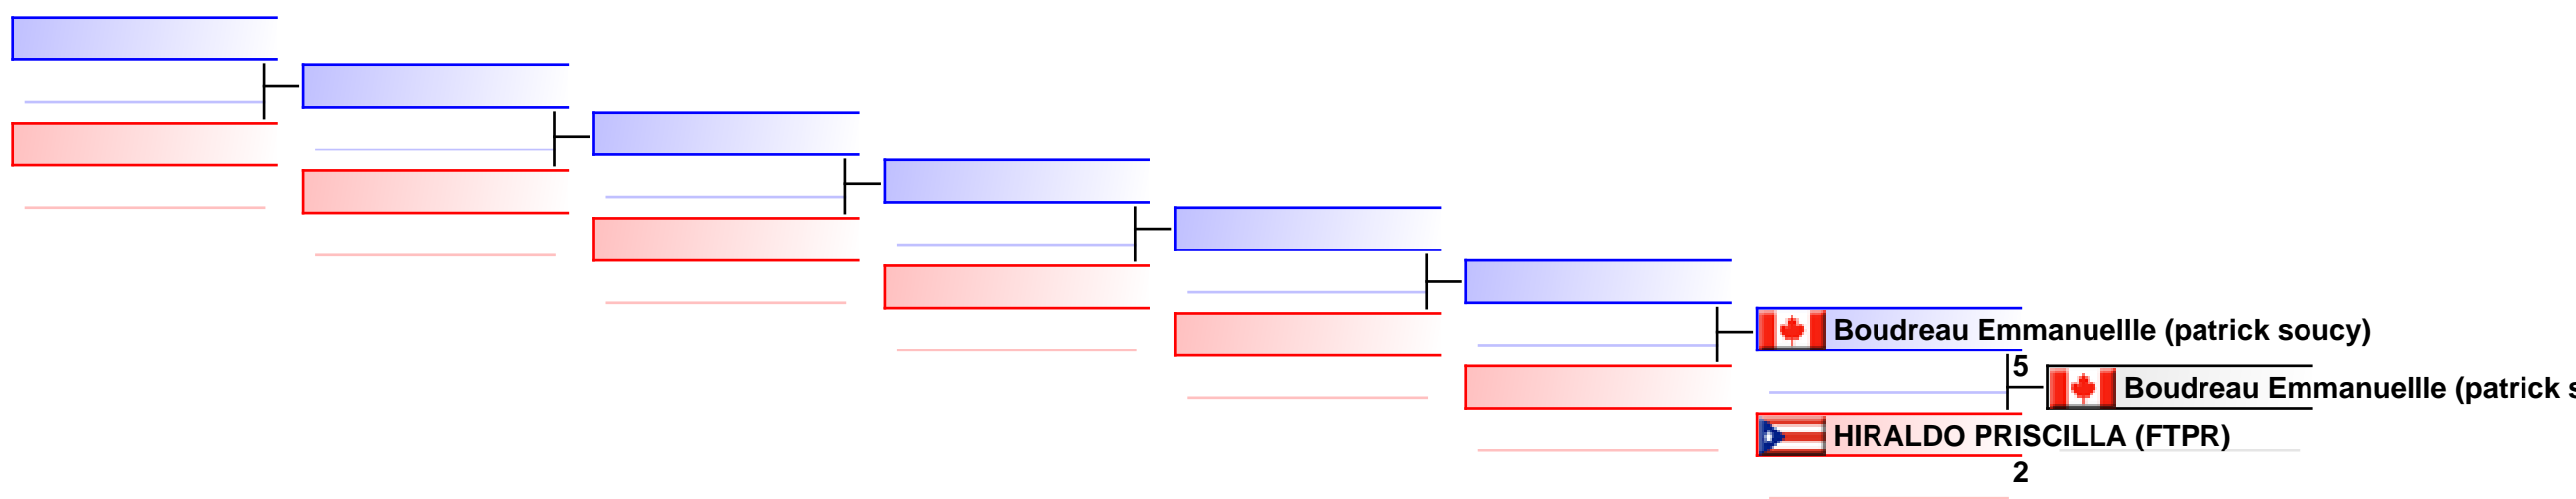 Boudreau Emmanuellle (patrick soucy)
5
Boudreau Emmanuellle (patrick s
HIRALDO PRISCILLA (FTPR)
2